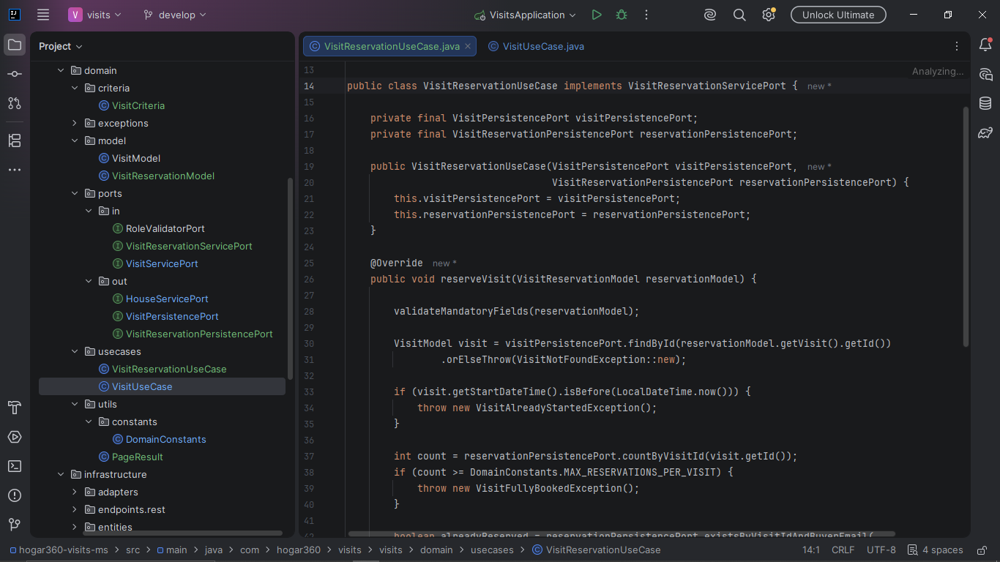 V visits develop VisitsApplication Unlock Ultimate
Project
VisitReservationUseCase.java VisitUseCase.java
domain
criteria
VisitCriteria
exceptions
model
VisitModel
VisitReservationModel
ports
in
RoleValidatorPort
VisitReservationServicePort
VisitServicePort
out
HouseServicePort
VisitPersistencePort
VisitReservationPersistencePort
usecases
VisitReservationUseCase
VisitUseCase
utils
constants
DomainConstants
PageResult
infrastructure
adapters
endpoints.rest
entities
Analyzing...
13
14 public class VisitReservationUseCase implements VisitReservationServicePort { new *
15
16 private final VisitPersistencePort visitPersistencePort;
17 private final VisitReservationPersistencePort reservationPersistencePort;
18
19 public VisitReservationUseCase(VisitPersistencePort visitPersistencePort, new *
20 VisitReservationPersistencePort reservationPersistencePort) {
21 this.visitPersistencePort = visitPersistencePort;
22 this.reservationPersistencePort = reservationPersistencePort;
23 }
24
25 @Override new *
26 public void reserveVisit(VisitReservationModel reservationModel) {
27
28 validateMandatoryFields(reservationModel);
29
30 VisitModel visit = visitPersistencePort.findById(reservationModel.getVisit().getId())
31 .orElseThrow(VisitNotFoundException::new);
32
33 if (visit.getStartDateTime().isBefore(LocalDateTime.now())) {
34 throw new VisitAlreadyStartedException();
35 }
36
37 int count = reservationPersistencePort.countByVisitId(visit.getId());
38 if (count >= DomainConstants.MAX_RESERVATIONS_PER_VISIT) {
39 throw new VisitFullyBookedException();
40 }
41
42 boolean alreadyReserved = reservationPersistencePort.existsByVisitIdAndBuyerEmail(
hogar360-visits-ms > src > main > java > com > hogar360 > visits > visits > domain > usecases > VisitReservationUseCase 14:1 CRLF UTF-8 4 spaces